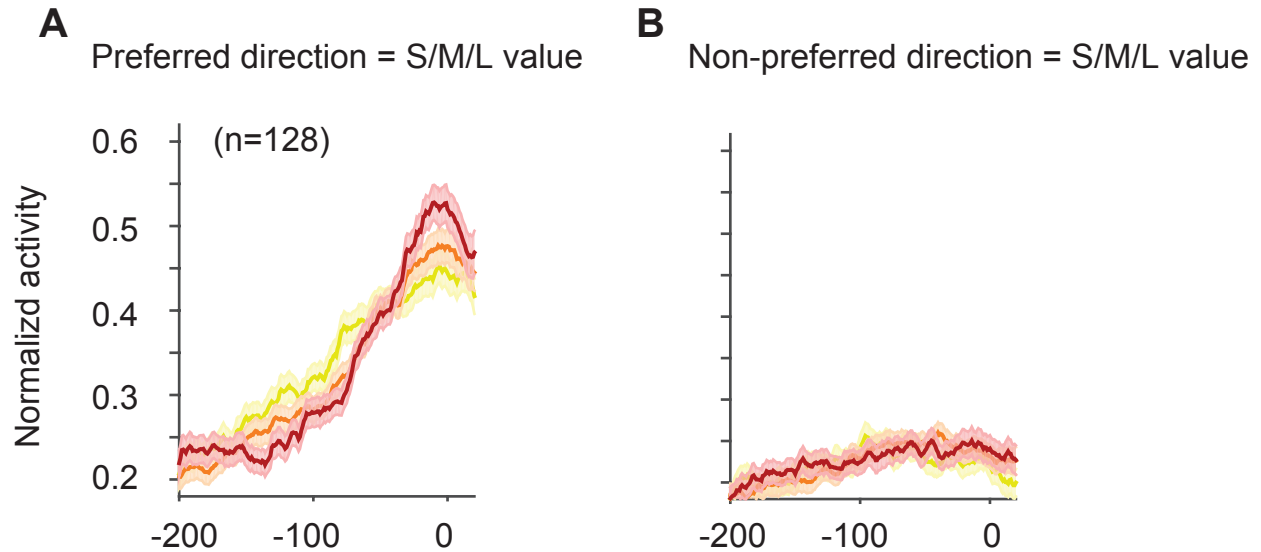 A
B
Preferred direction = S/M/L value
Non-preferred direction = S/M/L value
(n=128)
Normalizd activity
0.6
0.5
0.4
0.3
0.2
-200
-100
0
-200
-100
0